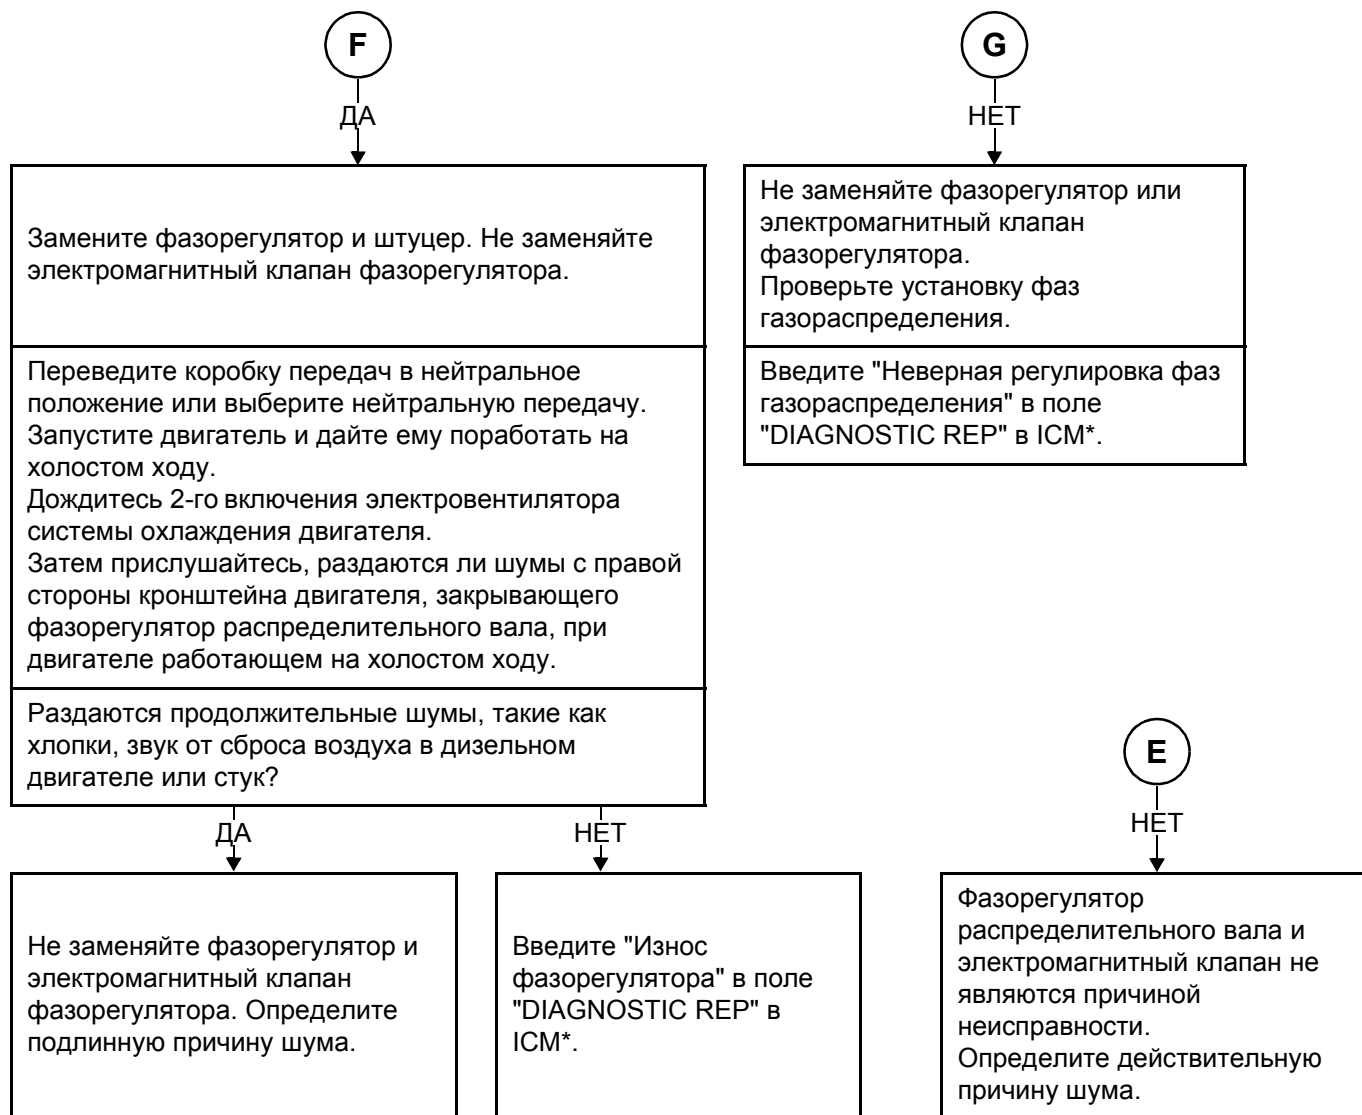 F
ДА
Замените фазорегулятор и штуцер. Не заменяйте
электромагнитный клапан фазорегулятора.
Переведите коробку передач в нейтральное
положение или выберите нейтральную передачу.
Запустите двигатель и дайте ему поработать на
холостом ходу.
Дождитесь 2-го включения электровентилятора
системы охлаждения двигателя.
Затем прислушайтесь, раздаются ли шумы с правой
стороны кронштейна двигателя, закрывающего
фазорегулятор распределительного вала, при
двигателе работающем на холостом ходу.
Раздаются продолжительные шумы, такие как
хлопки, звук от сброса воздуха в дизельном
двигателе или стук?
ДА
НЕТ
Не заменяйте фазорегулятор и
электромагнитный клапан
фазорегулятора. Определите
подлинную причину шума.
Введите "Износ
фазорегулятора" в поле
"DIAGNOSTIC REP" в
ICM*.
G
НЕТ
Не заменяйте фазорегулятор или
электромагнитный клапан
фазорегулятора.
Проверьте установку фаз
газораспределения.
Введите "Неверная регулировка фаз
газораспределения" в поле
"DIAGNOSTIC REP" в ICM*.
E
НЕТ
Фазорегулятор
распределительного вала и
электромагнитный клапан не
являются причиной
неисправности.
Определите действительную
причину шума.